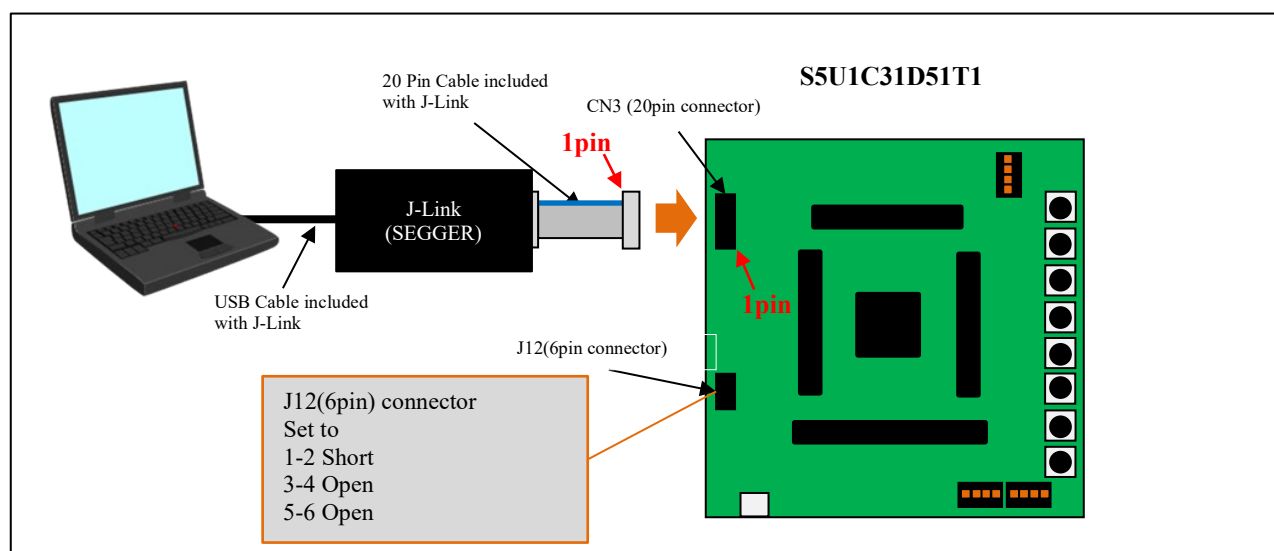 S5U1C31D51T1
20 Pin Cable included
with J-Link
CN3 (20pin connector)
1pin
J-Link
(SEGGER)
1pin
USB Cable included
with J-Link
J12(6pin connector)
J12(6pin) connector
Set to
1-2 Short
3-4 Open
5-6 Open